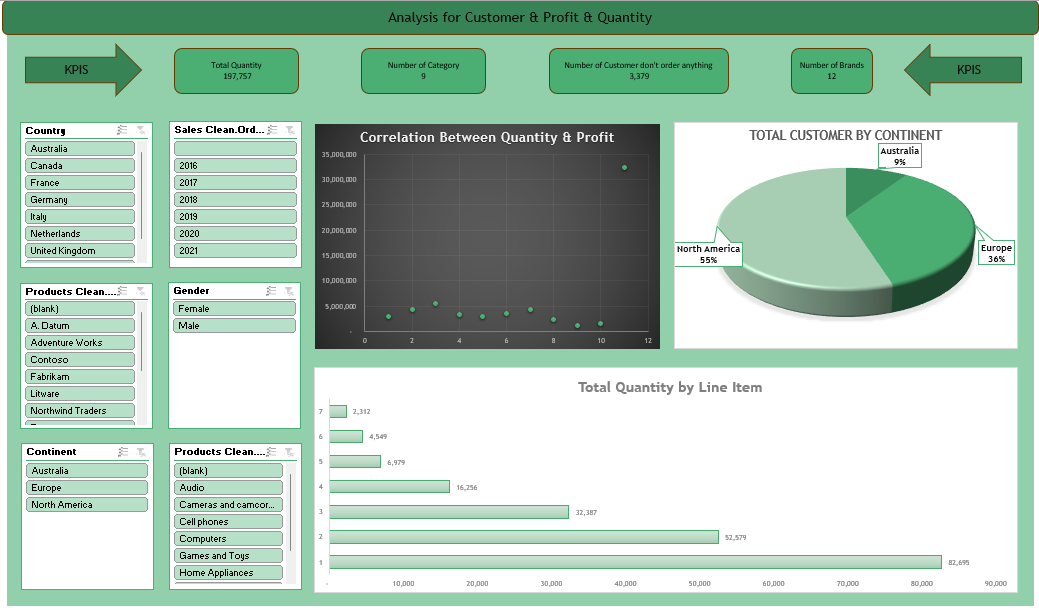 Analysis for Customer & Profit & Quantity
KPIS
Total Quantity
197,757
Number of Category
9
Number of Customer don't order anything
3,379
Number of Brands
12
KPIS
Country
Australia
Canada
France
Germany
Italy
Netherlands
United Kingdom
Sales Clean.Ord...
2016
2017
2018
2019
2020
2021
Products Clean....
(blank)
A. Datum
Adventure Works
Contoso
Fabrikam
Litware
Northwind Traders
Gender
Female
Male
Continent
Australia
Europe
North America
Products Clean....
(blank)
Audio
Cameras and camcor...
Cell phones
Computers
Games and Toys
Home Appliances
Correlation Between Quantity & Profit
35,000,000
30,000,000
25,000,000
20,000,000
15,000,000
10,000,000
5,000,000
-
0 2 4 6 8 10 12
TOTAL CUSTOMER BY CONTINENT
Australia
9%
North America
55%
Europe
36%
Total Quantity by Line Item
7 2,312
6 4,549
5 6,979
4 16,256
3 32,387
2 52,579
1 82,695
- 10,000 20,000 30,000 40,000 50,000 60,000 70,000 80,000 90,000